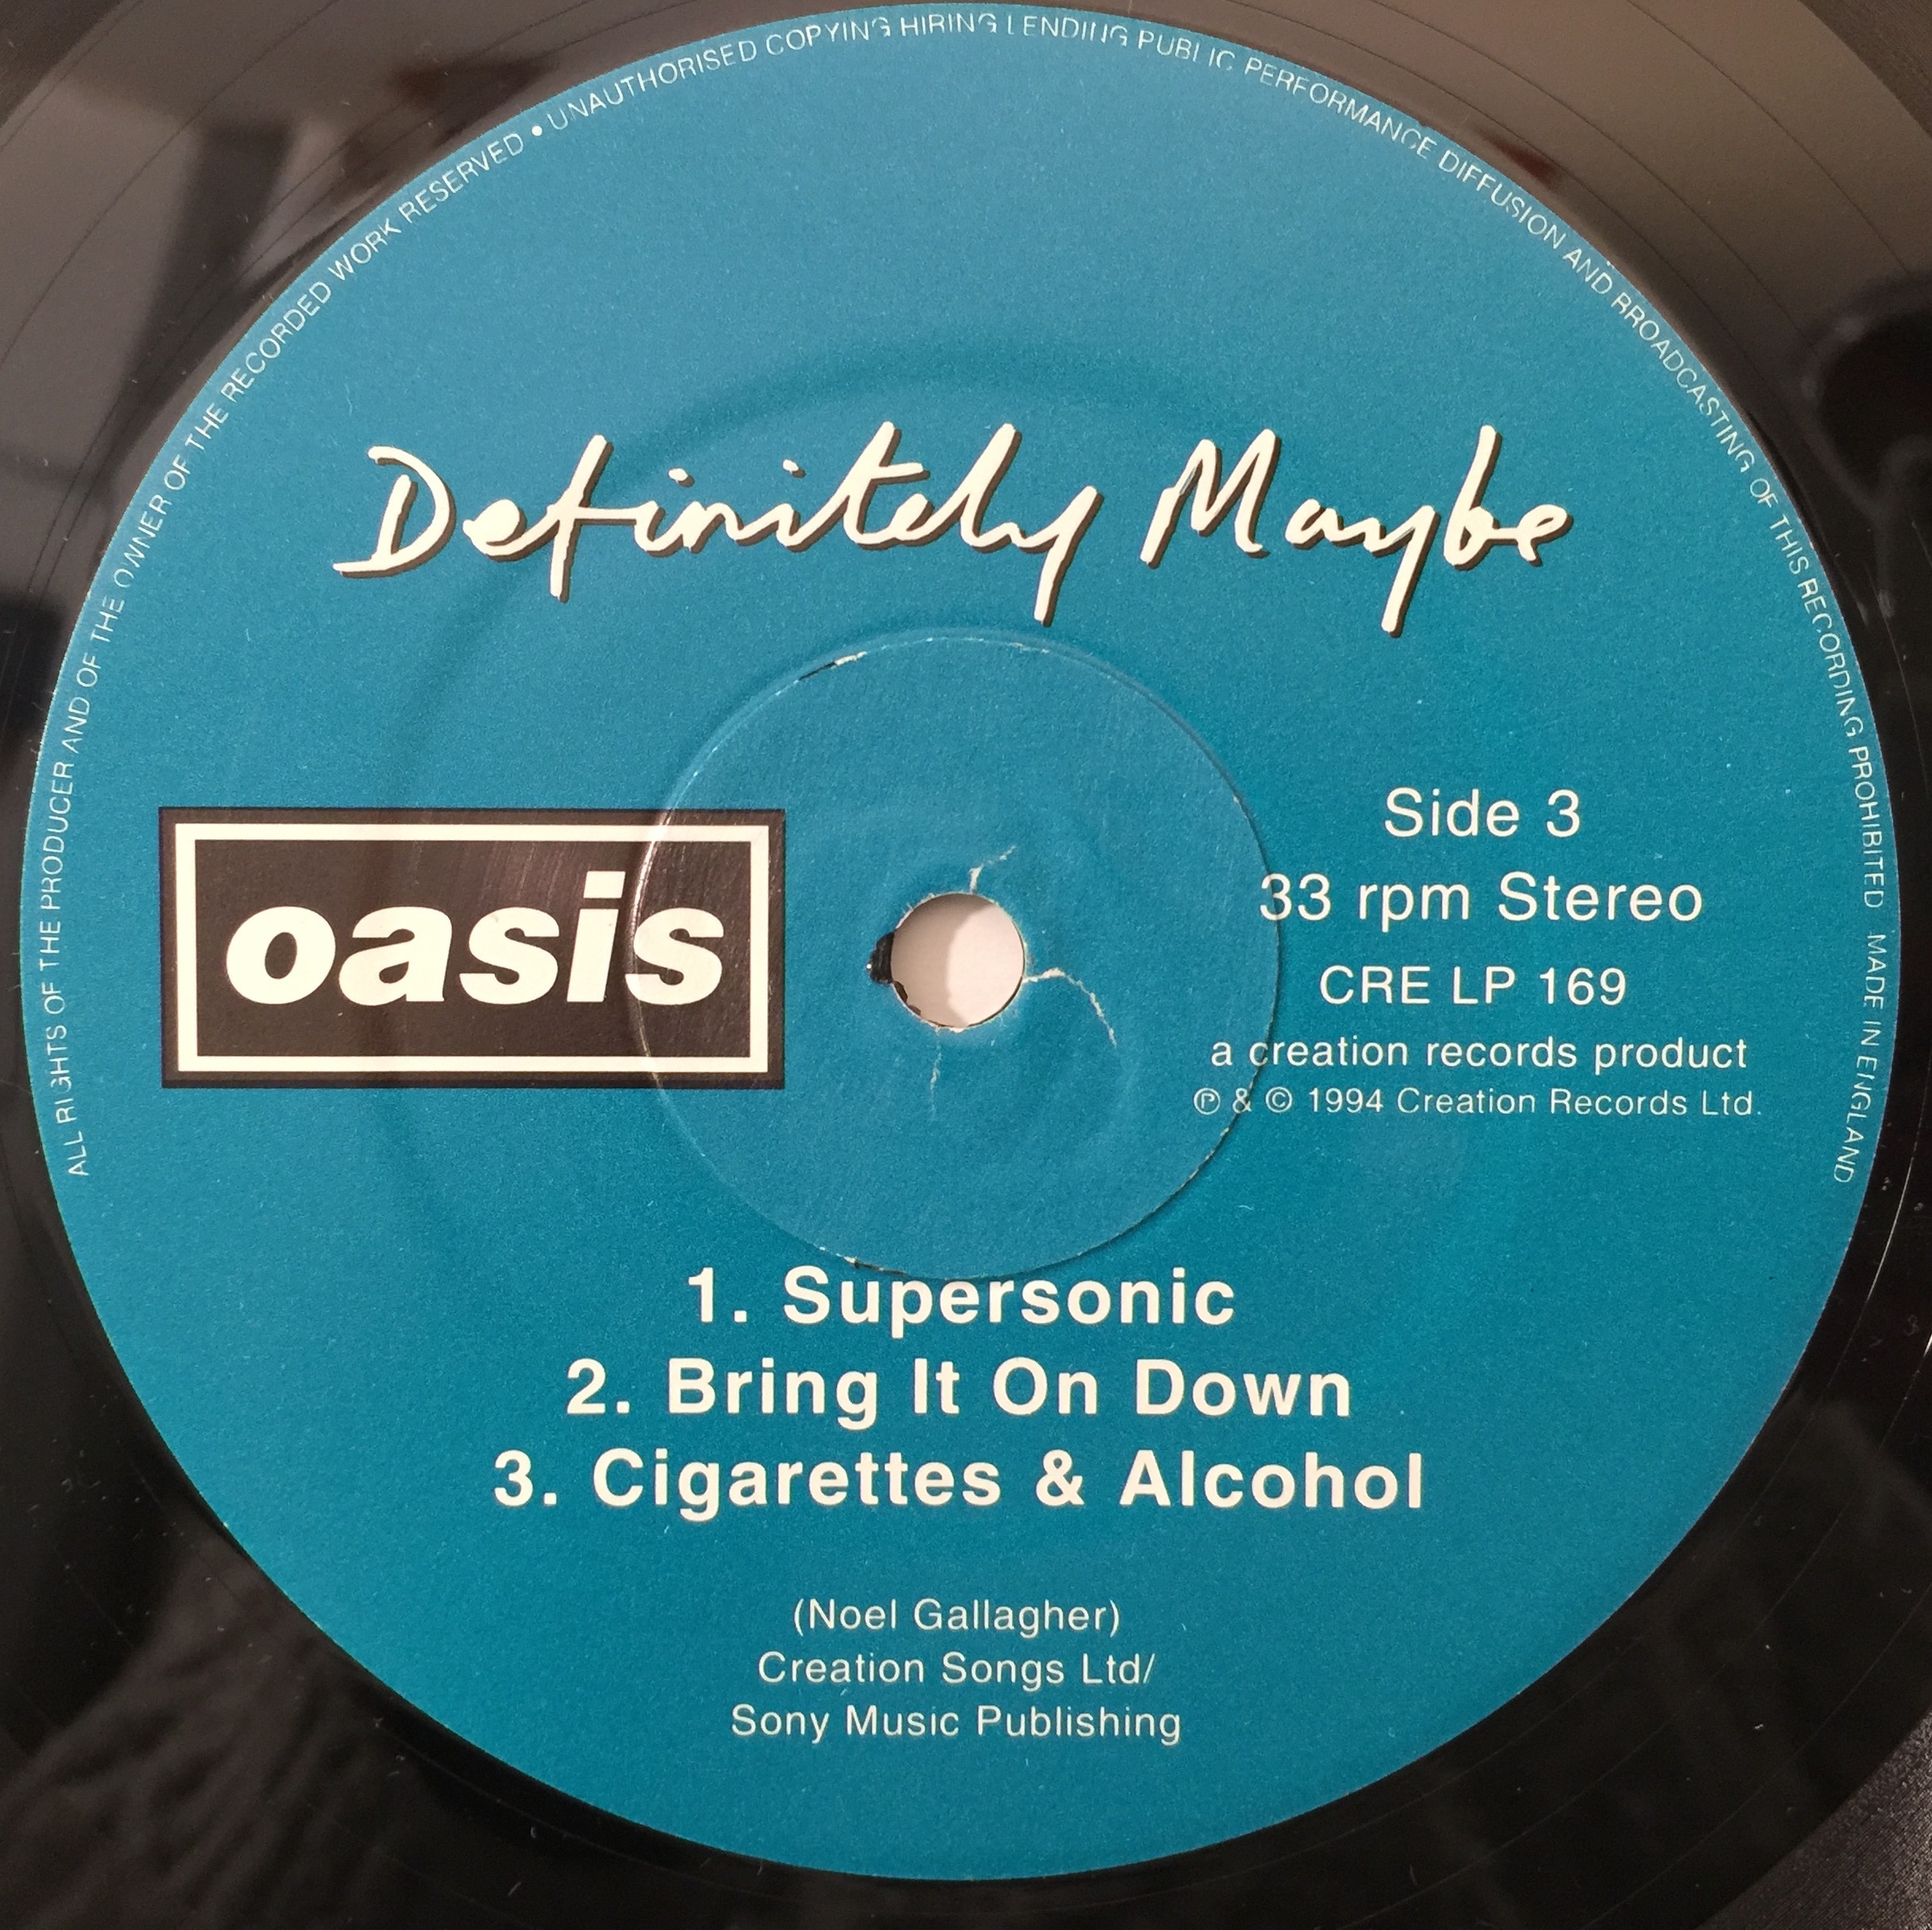 ALL RIGHTS OF THE PRODUCER AND OF THE OWNER OF THE RECORDED WORK RESERVED • UNAUTHORISED COPYING HIRING LENDING PUBLIC PERFORMANCE DIFFUSION AND BROADCASTING OF THIS RECORDING PROHIBITED MADE IN ENGLAND
Definitely Maybe
oasis
Side 3
33 rpm Stereo
CRE LP 169
a creation records product
℗ & © 1994 Creation Records Ltd.
1. Supersonic
2. Bring It On Down
3. Cigarettes & Alcohol
(Noel Gallagher)
Creation Songs Ltd/
Sony Music Publishing